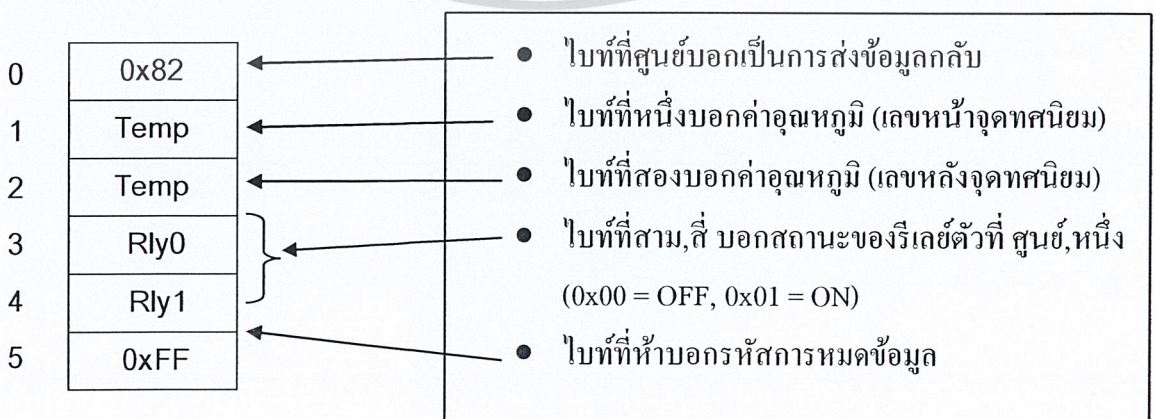 0 0x82
1 Temp
2 Temp
3 Rly0
4 Rly1
5 0xFF
● ไบท์ที่ศูนย์บอกเป็นการส่งข้อมูลกลับ
● ไบท์ที่หนึ่งบอกค่าอุณหภูมิ (เลขหน้าจุดทศนิยม)
● ไบท์ที่สองบอกค่าอุณหภูมิ (เลขหลังจุดทศนิยม)
● ไบท์ที่สาม,สี่ บอกสถานะของรีเลย์ตัวที่ ศูนย์,หนึ่ง
(0x00 = OFF, 0x01 = ON)
● ไบท์ที่ห้าบอกรหัสการหมดข้อมูล